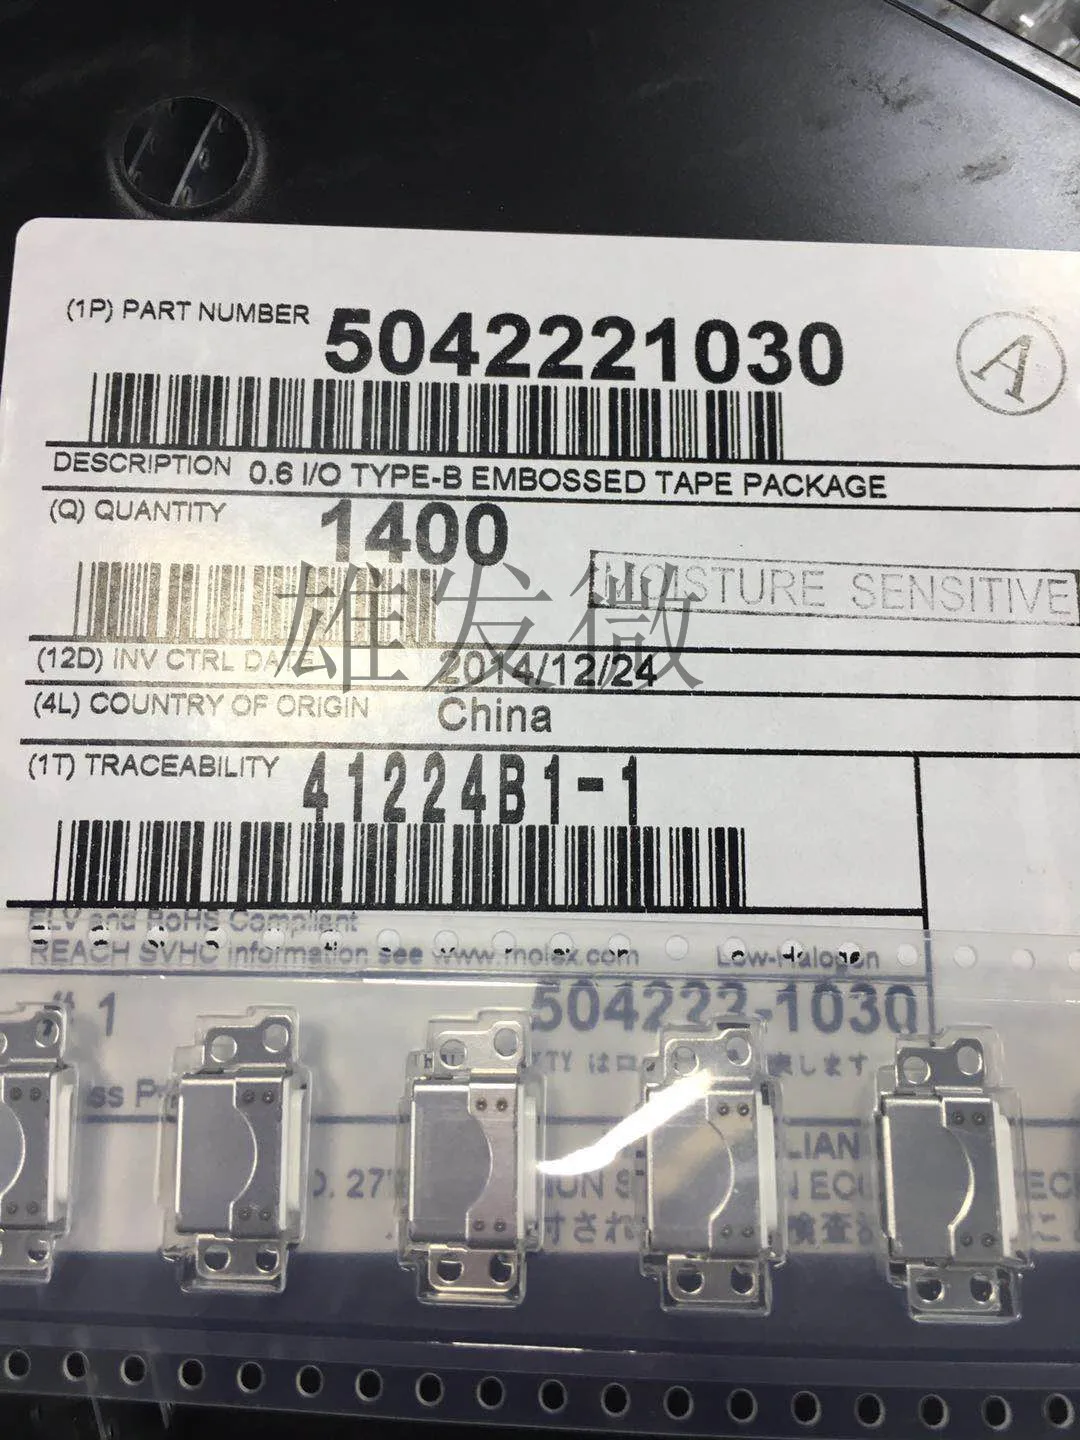 (1P) PART NUMBER 5042221030
A
DESCRIPTION 0.6 I/O TYPE-B EMBOSSED TAPE PACKAGE
(Q) QUANTITY 1400
MOISTURE SENSITIVE
雄发微
(12D) INV CTRL DATE 2014/12/24
(4L) COUNTRY OF ORIGIN China
(1T) TRACEABILITY 41224B1-1
ELV and RoHS Compliant
REACH SVHC information see www.molex.com Low-Halogen
# 1 504222-1030